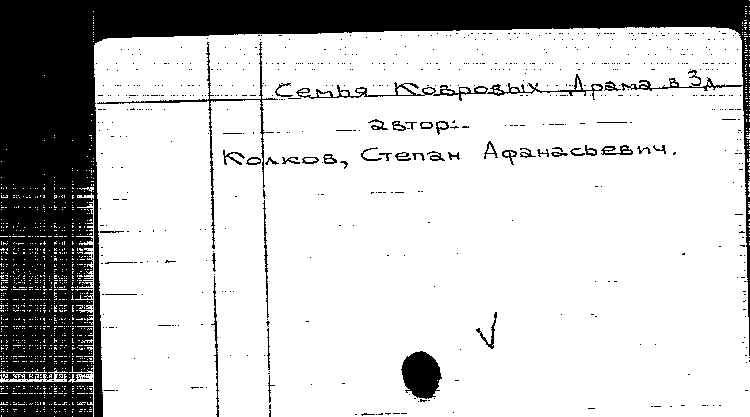 Семья Ковровых Драма в 3д
автор:
Колков, Степан Афанасьевич.